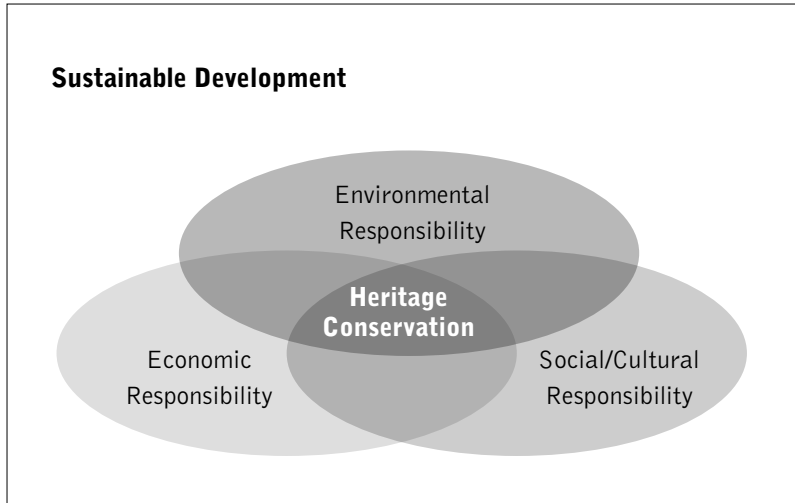 Sustainable Development
Environmental
Responsibility
Heritage
Conservation
Economic
Responsibility
Social/Cultural
Responsibility